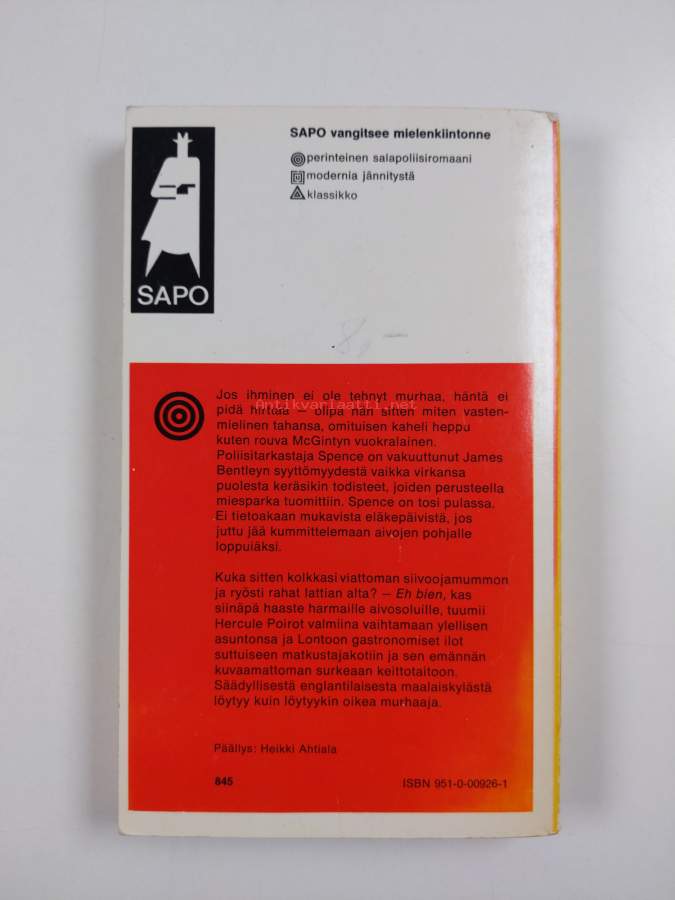 SAPO vangitsee mielenkiintonne
perinteinen salapoliisiromaani
modernia jännitystä
klassikko
SAPO
8,-
Jos ihminen ei ole tehnyt murhaa, häntä ei
Antikvariaatti.net
pidä hirttää – olipa hän sitten miten vasten-
mielinen tahansa, omituisen kaheli heppu
kuten rouva McGintyn vuokralainen.
Poliisitarkastaja Spence on vakuuttunut James
Bentleyn syyttömyydestä vaikka virkansa
puolesta keräsikin todisteet, joiden perusteella
miesparka tuomittiin. Spence on tosi pulassa.
Ei tietoakaan mukavista eläkepäivistä, jos
juttu jää kummittelemaan aivojen pohjalle
loppuiäksi.
Kuka sitten kolkkasi viattoman siivoojamummon
ja ryösti rahat lattian alta? – Eh bien, kas
siinäpä haaste harmaille aivosoluille, tuumii
Hercule Poirot valmiina vaihtamaan ylellisen
asuntonsa ja Lontoon gastronomiset ilot
suttuiseen matkustajakotiin ja sen emännän
kuvaamattoman surkeaan keittotaitoon.
Säädyllisestä englantilaisesta maalaiskylästä
löytyy kuin löytyykin oikea murhaaja.
Päällys: Heikki Ahtiala
845
ISBN 951-0-00926-1